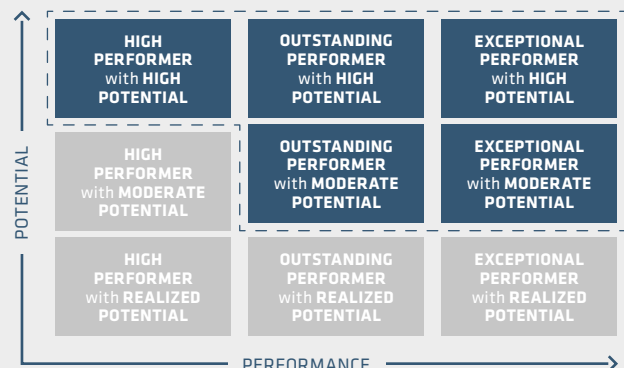 HIGH
PERFORMER
with HIGH
POTENTIAL
OUTSTANDING
PERFORMER
with HIGH
POTENTIAL
EXCEPTIONAL
PERFORMER
with HIGH
POTENTIAL
HIGH
PERFORMER
with MODERATE
POTENTIAL
OUTSTANDING
PERFORMER
with MODERATE
POTENTIAL
EXCEPTIONAL
PERFORMER
with MODERATE
POTENTIAL
HIGH
PERFORMER
with REALIZED
POTENTIAL
OUTSTANDING
PERFORMER
with REALIZED
POTENTIAL
EXCEPTIONAL
PERFORMER
with REALIZED
POTENTIAL
POTENTIAL
PERFORMANCE